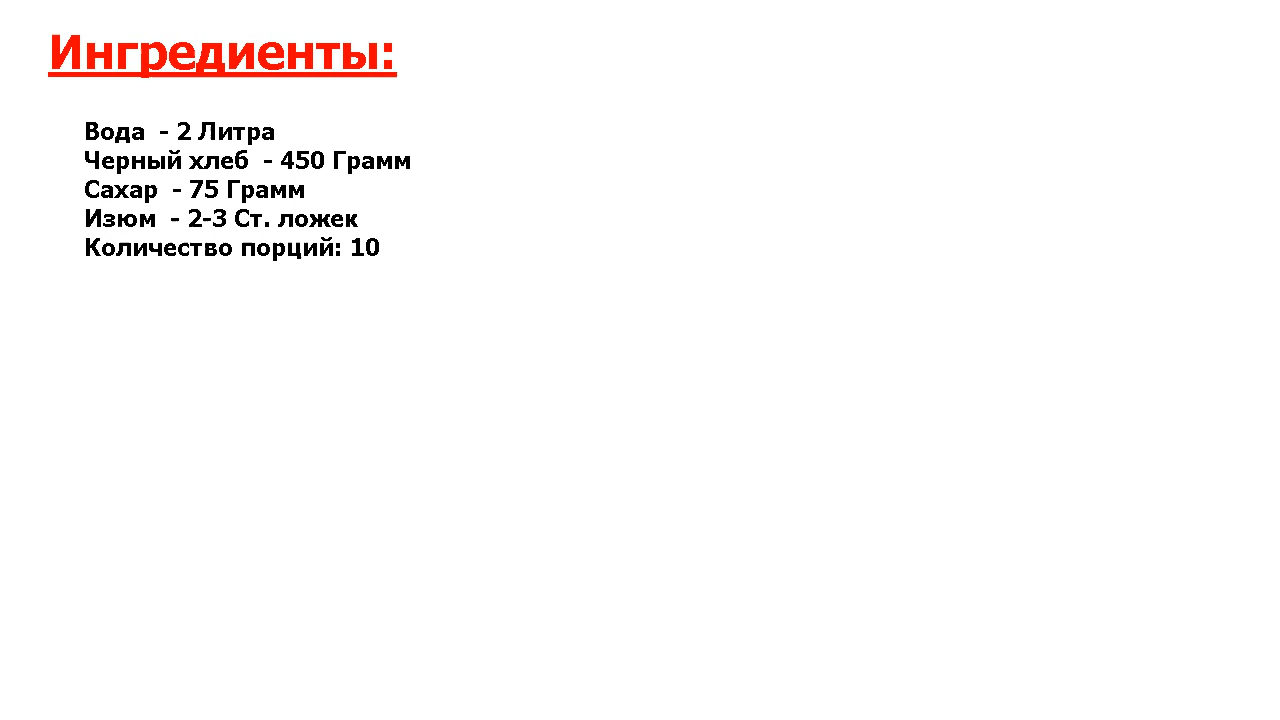 Ингредиенты:
Вода  - 2 Литра
Черный хлеб  - 450 Грамм
Сахар  - 75 Грамм
Изюм  - 2-3 Ст. ложек
Количество порций: 10